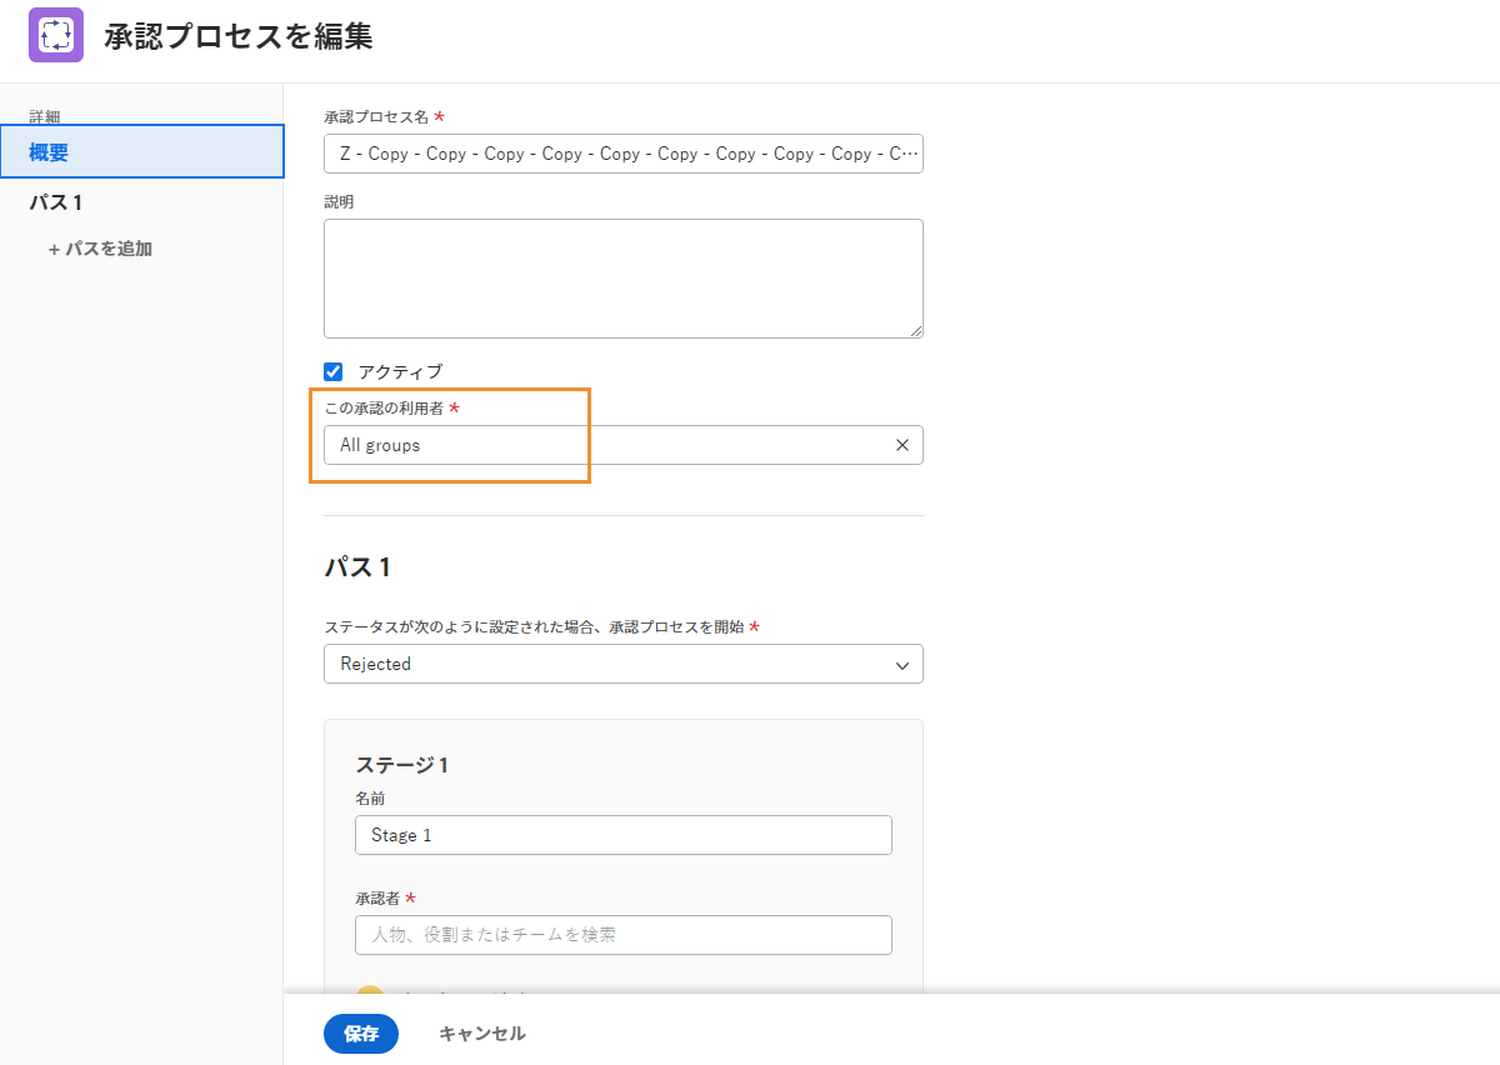 承認プロセスを編集
詳細
概要
パス 1
+ パスを追加
承認プロセス名 *
Z - Copy - Copy - Copy - Copy - Copy - Copy - Copy - Copy - Copy - C…
説明
アクティブ
この承認の利用者 *
All groups
パス 1
ステータスが次のように設定された場合、承認プロセスを開始 *
Rejected
ステージ 1
名前
Stage 1
承認者 *
人物、役割またはチームを検索
保存
キャンセル